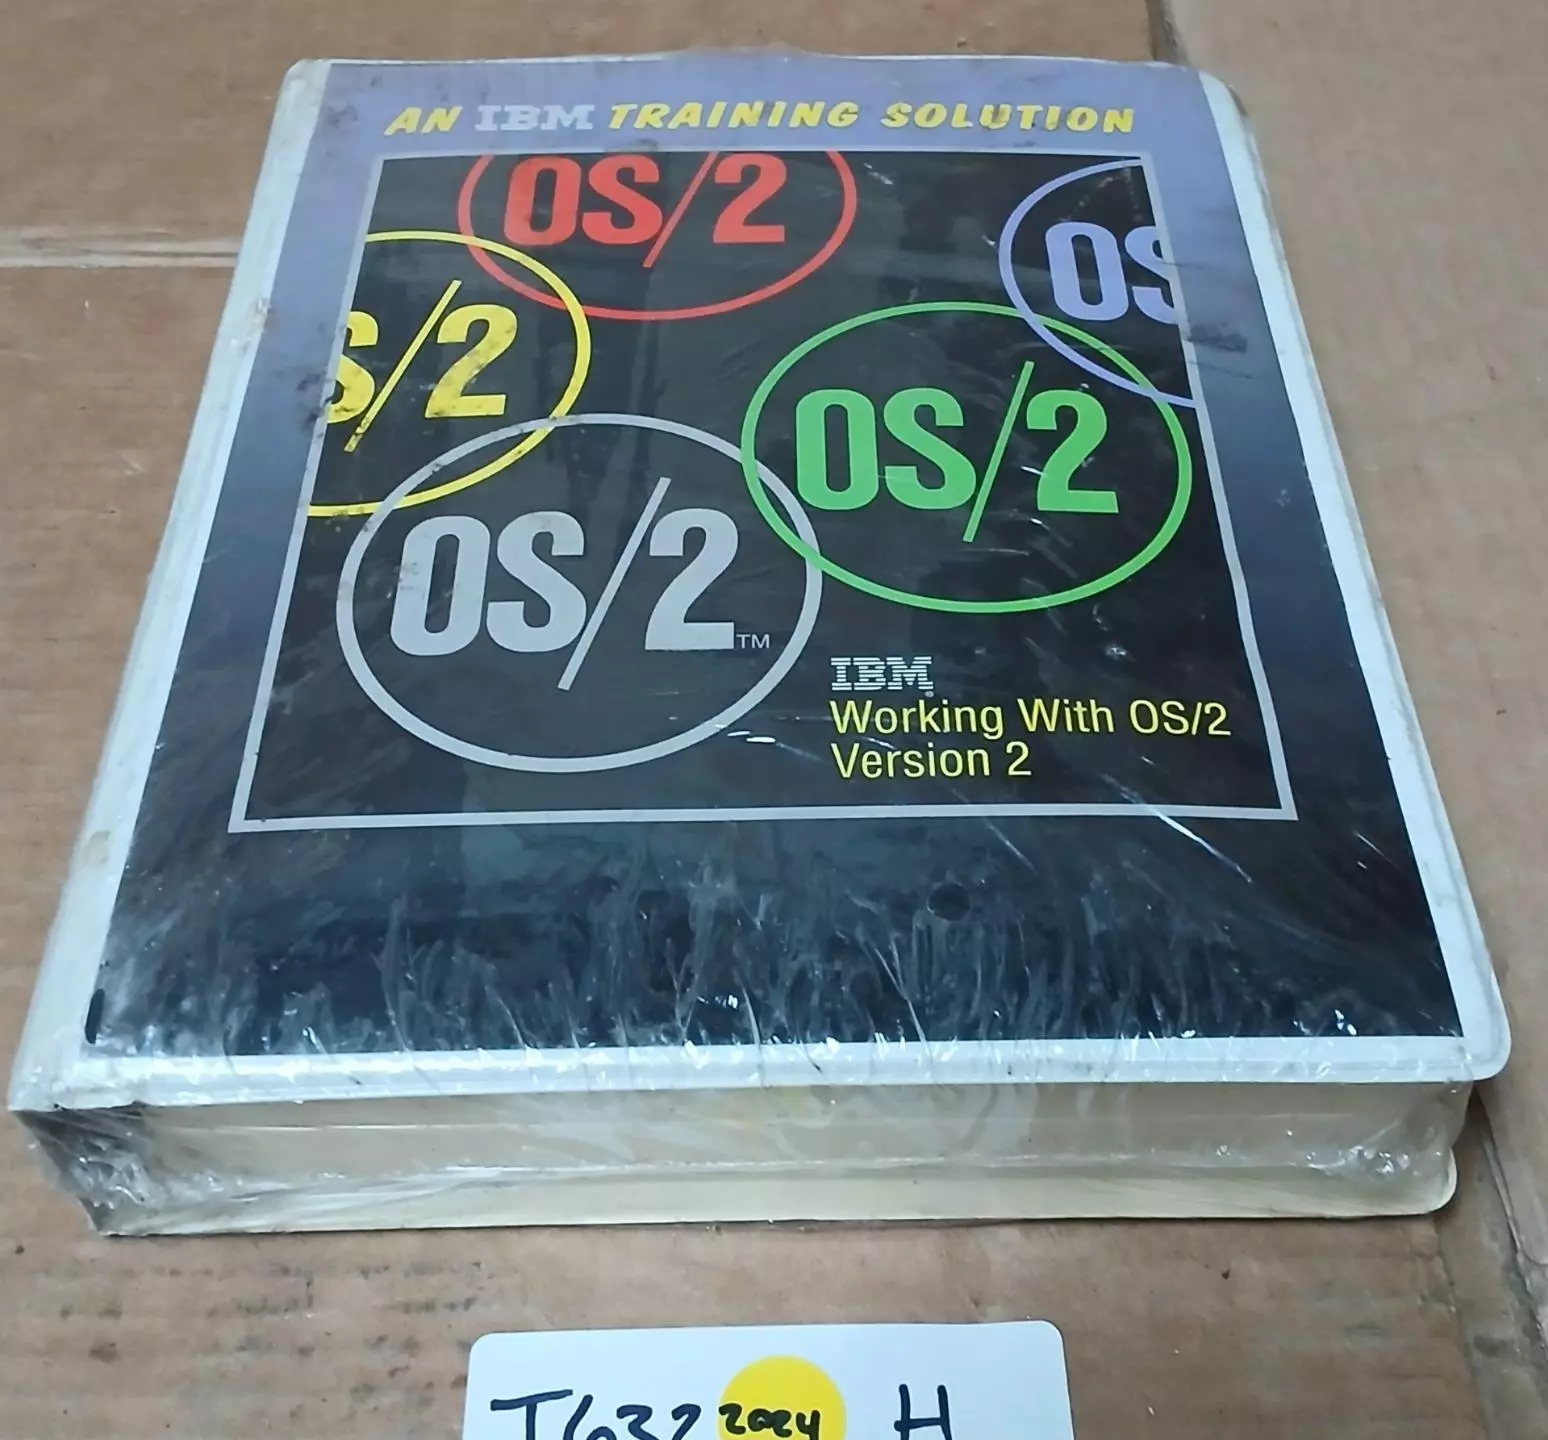 AN IBM TRAINING SOLUTION
OS/2
OS
S/2
OS/2
OS/2™
IBM
Working With OS/2
Version 2
T632 2024 H